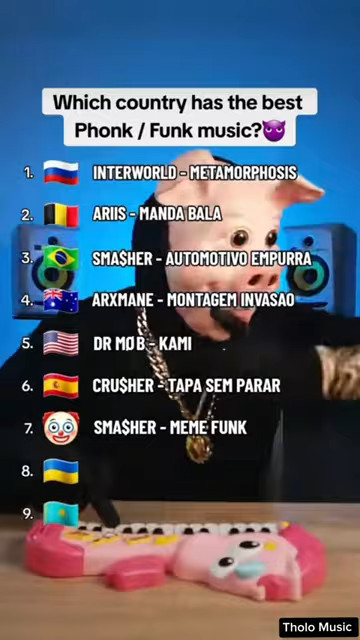 Which country has the best
Phonk / Funk music?😈
1. 🇷🇺 INTERWORLD - METAMORPHOSIS
2. 🇧🇪 ARIIS - MANDA BALA
3. 🇧🇷 SMA$HER - AUTOMOTIVO EMPURRA
4. 🇦🇺 ARXMANE - MONTAGEM INVASAO
5. 🇺🇸 DR MØB - KAMI
6. 🇪🇸 CRU$HER - TAPA SEM PARAR
7. 🤡 SMA$HER - MEME FUNK
8. 🇺🇦
9. 🇰🇿
Tholo Music